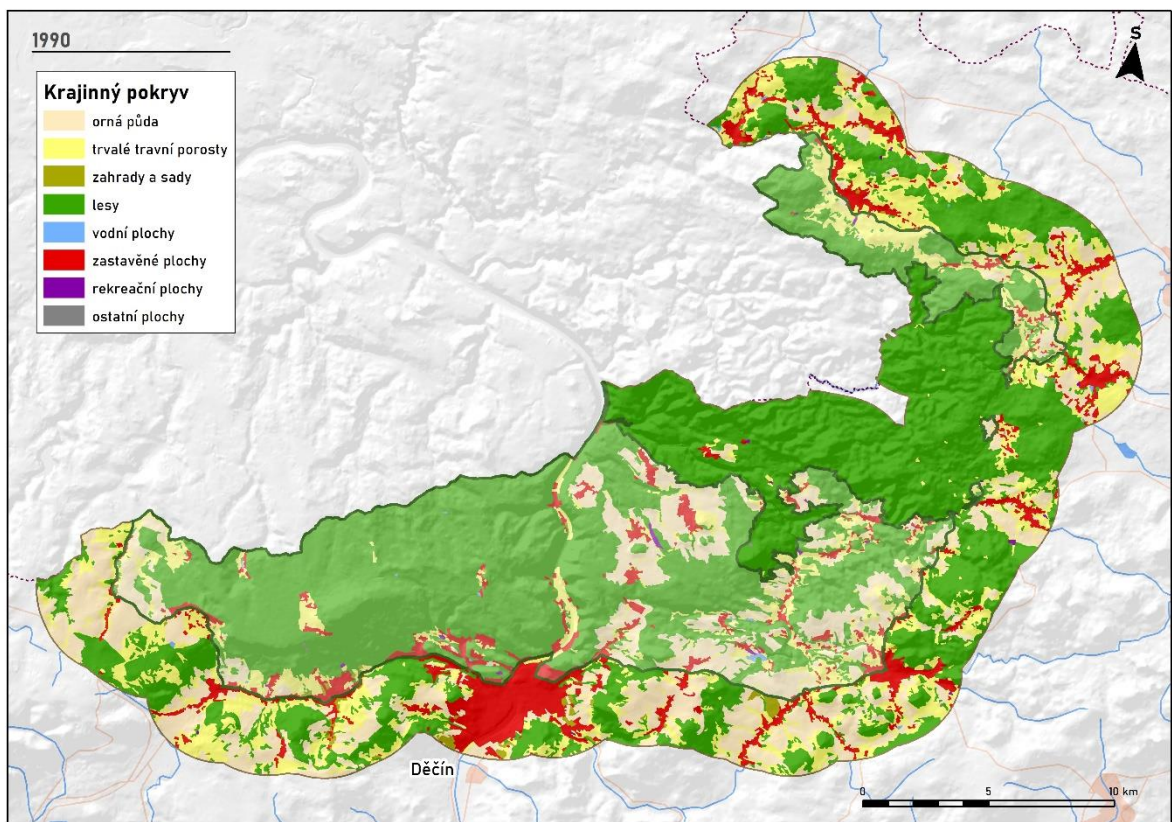 1990
S
Krajinný pokryv
orná půda
trvalé travní porosty
zahrady a sady
lesy
vodní plochy
zastavěné plochy
rekreační plochy
ostatní plochy
Děčín
0 5 10 km